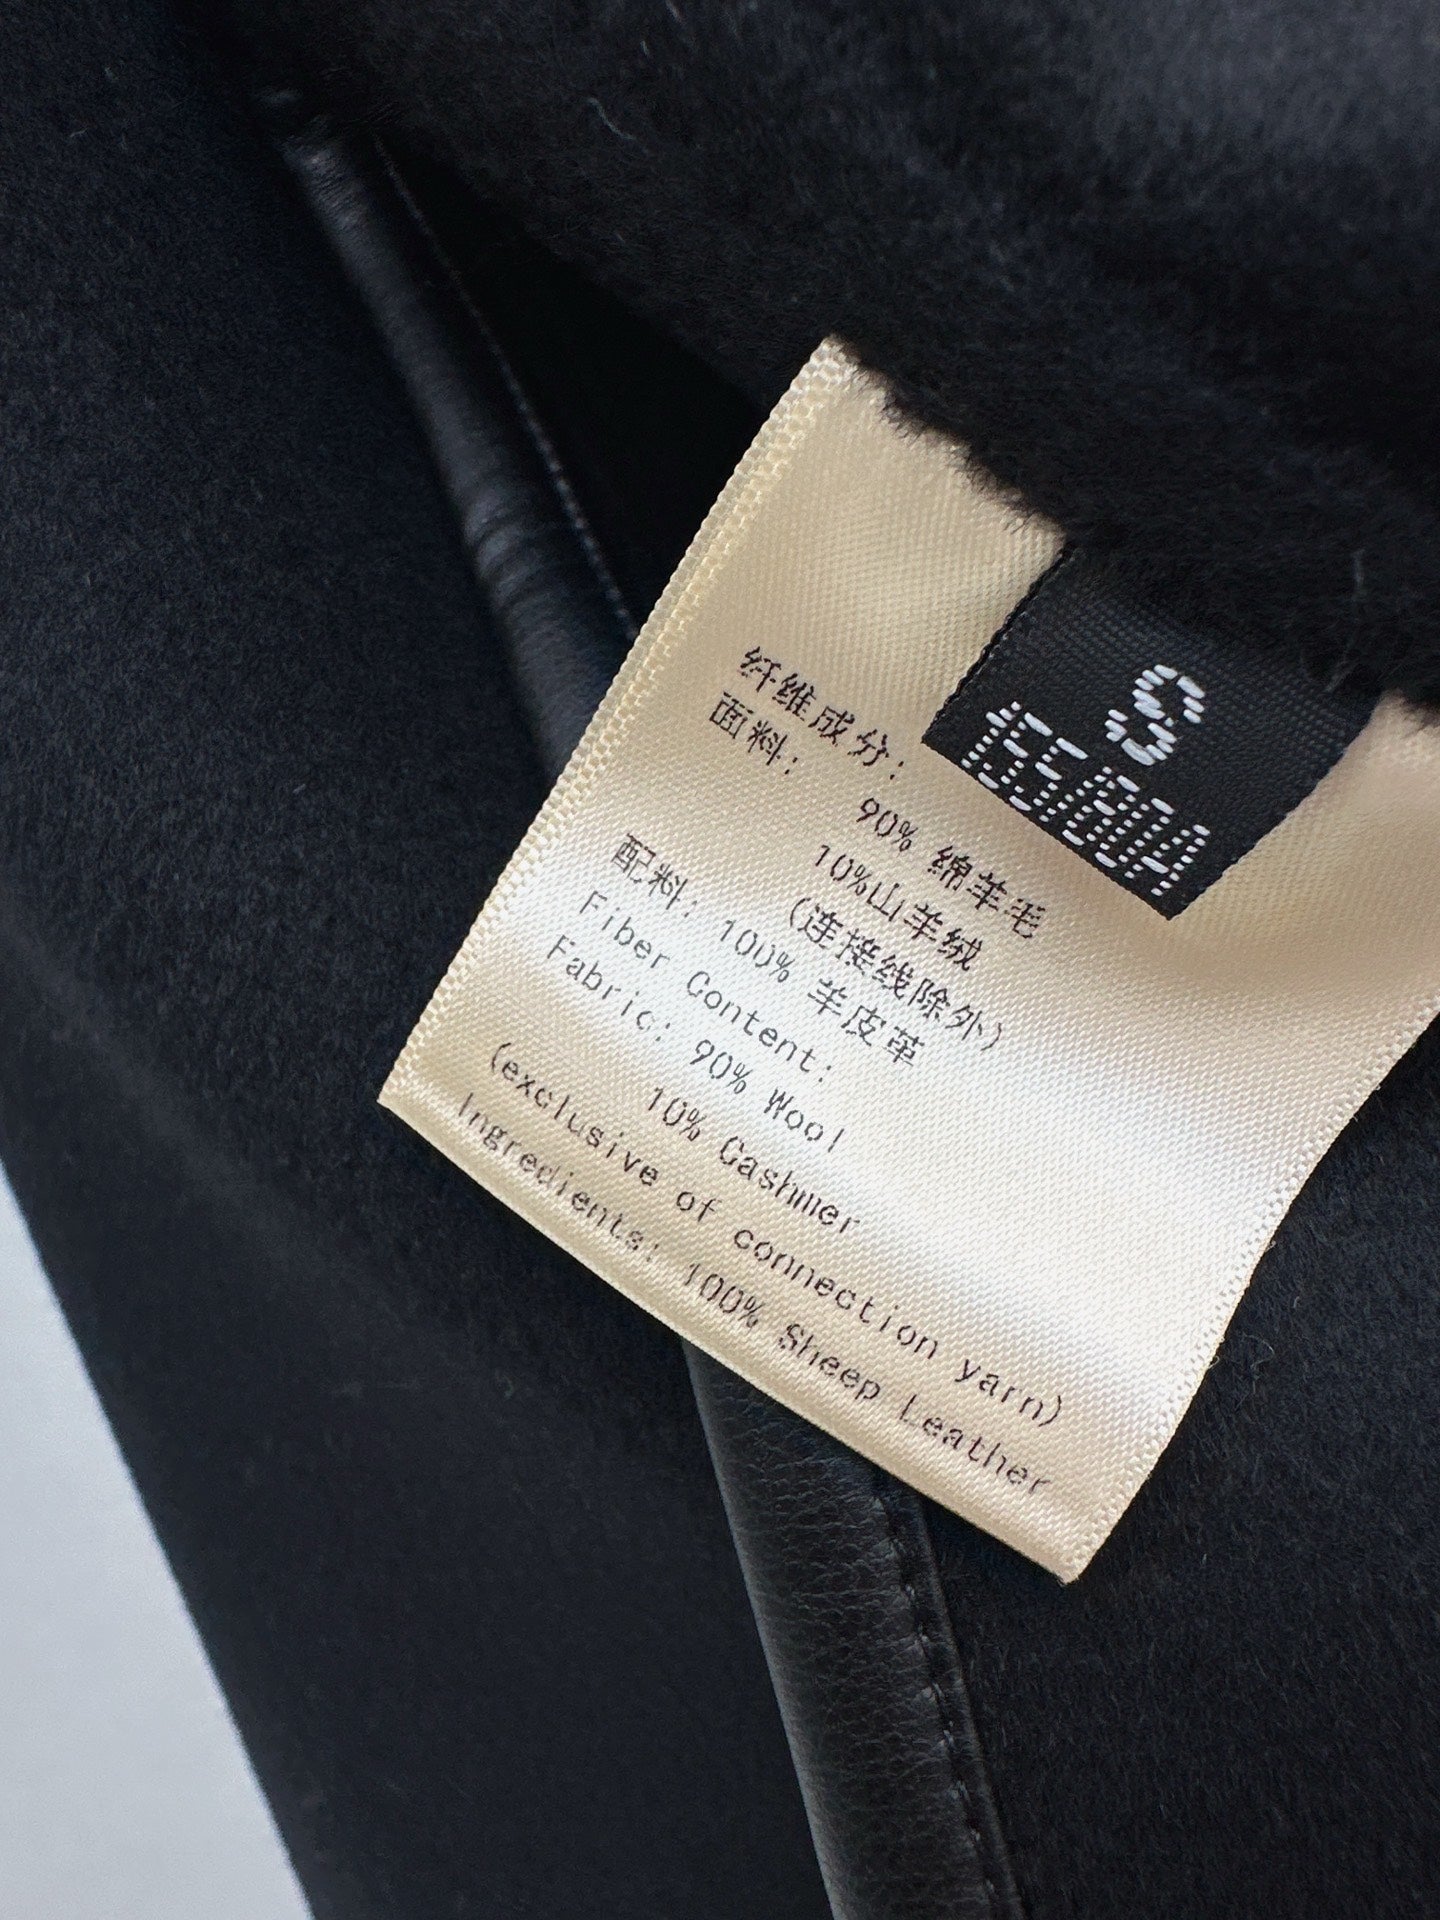 纤维成分:
面料:
90% 绵羊毛
10%山羊绒
(连接线除外)
配料: 100% 羊皮革
Fiber Content:
Fabric: 90% Wool
10% Cashmer
(exclusive of connection yarn)
Ingredients: 100% Sheep Leather
S
155/80A